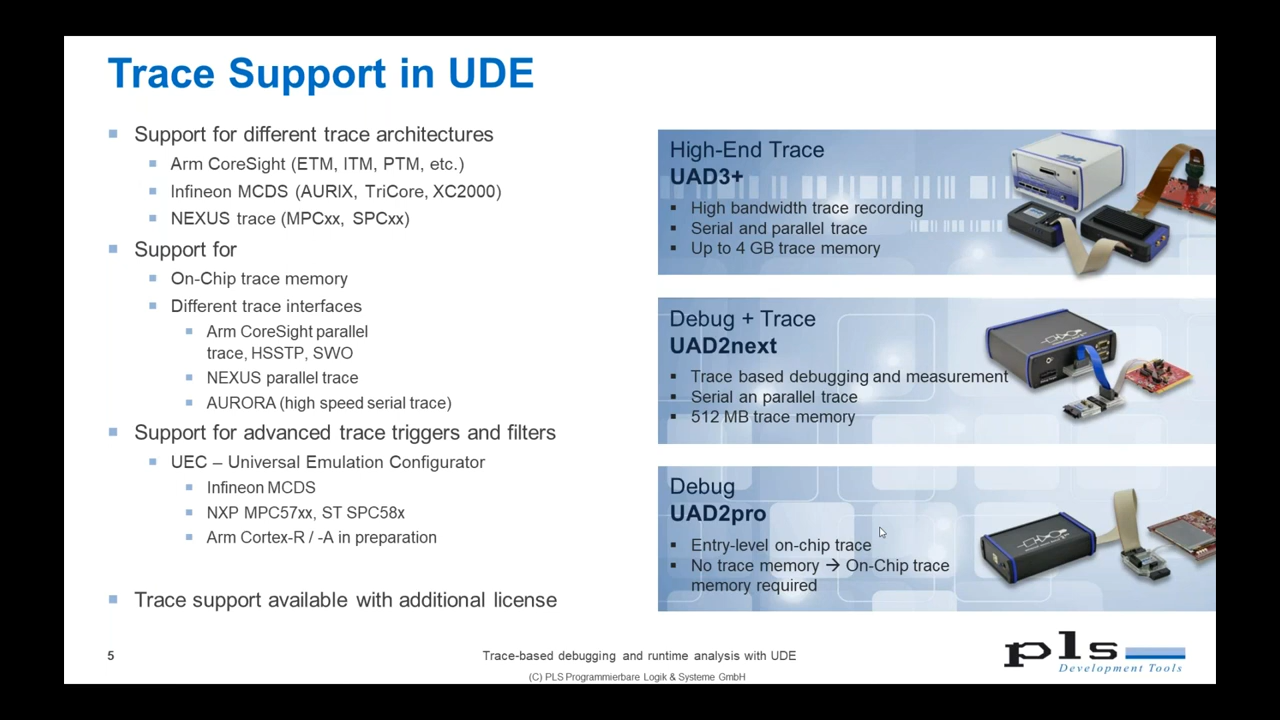 Trace Support in UDE
Support for different trace architectures
Arm CoreSight (ETM, ITM, PTM, etc.)
Infineon MCDS (AURIX, TriCore, XC2000)
NEXUS trace (MPCxx, SPCxx)
Support for
On-Chip trace memory
Different trace interfaces
Arm CoreSight parallel
trace, HSSTP, SWO
NEXUS parallel trace
AURORA (high speed serial trace)
Support for advanced trace triggers and filters
UEC – Universal Emulation Configurator
Infineon MCDS
NXP MPC57xx, ST SPC58x
Arm Cortex-R / -A in preparation
Trace support available with additional license
High-End Trace
UAD3+
High bandwidth trace recording
Serial and parallel trace
Up to 4 GB trace memory
Debug + Trace
UAD2next
Trace based debugging and measurement
Serial an parallel trace
512 MB trace memory
Debug
UAD2pro
Entry-level on-chip trace
No trace memory → On-Chip trace
memory required
5
Trace-based debugging and runtime analysis with UDE
(C) PLS Programmierbare Logik & Systeme GmbH
pls
Development Tools